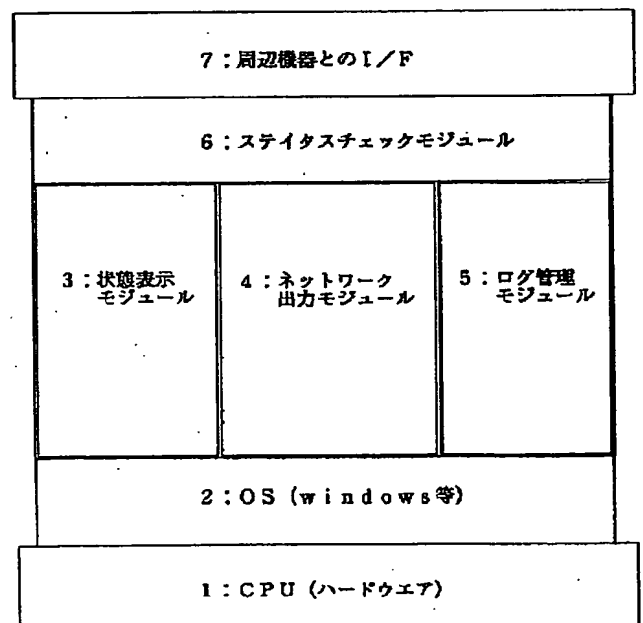 7：周辺機器とのI／F
6：ステイタスチェックモジュール
3：状態表示
モジュール
4：ネットワーク
出力モジュール
5：ログ管理
モジュール
2：OS（windows等）
1：CPU（ハードウエア）